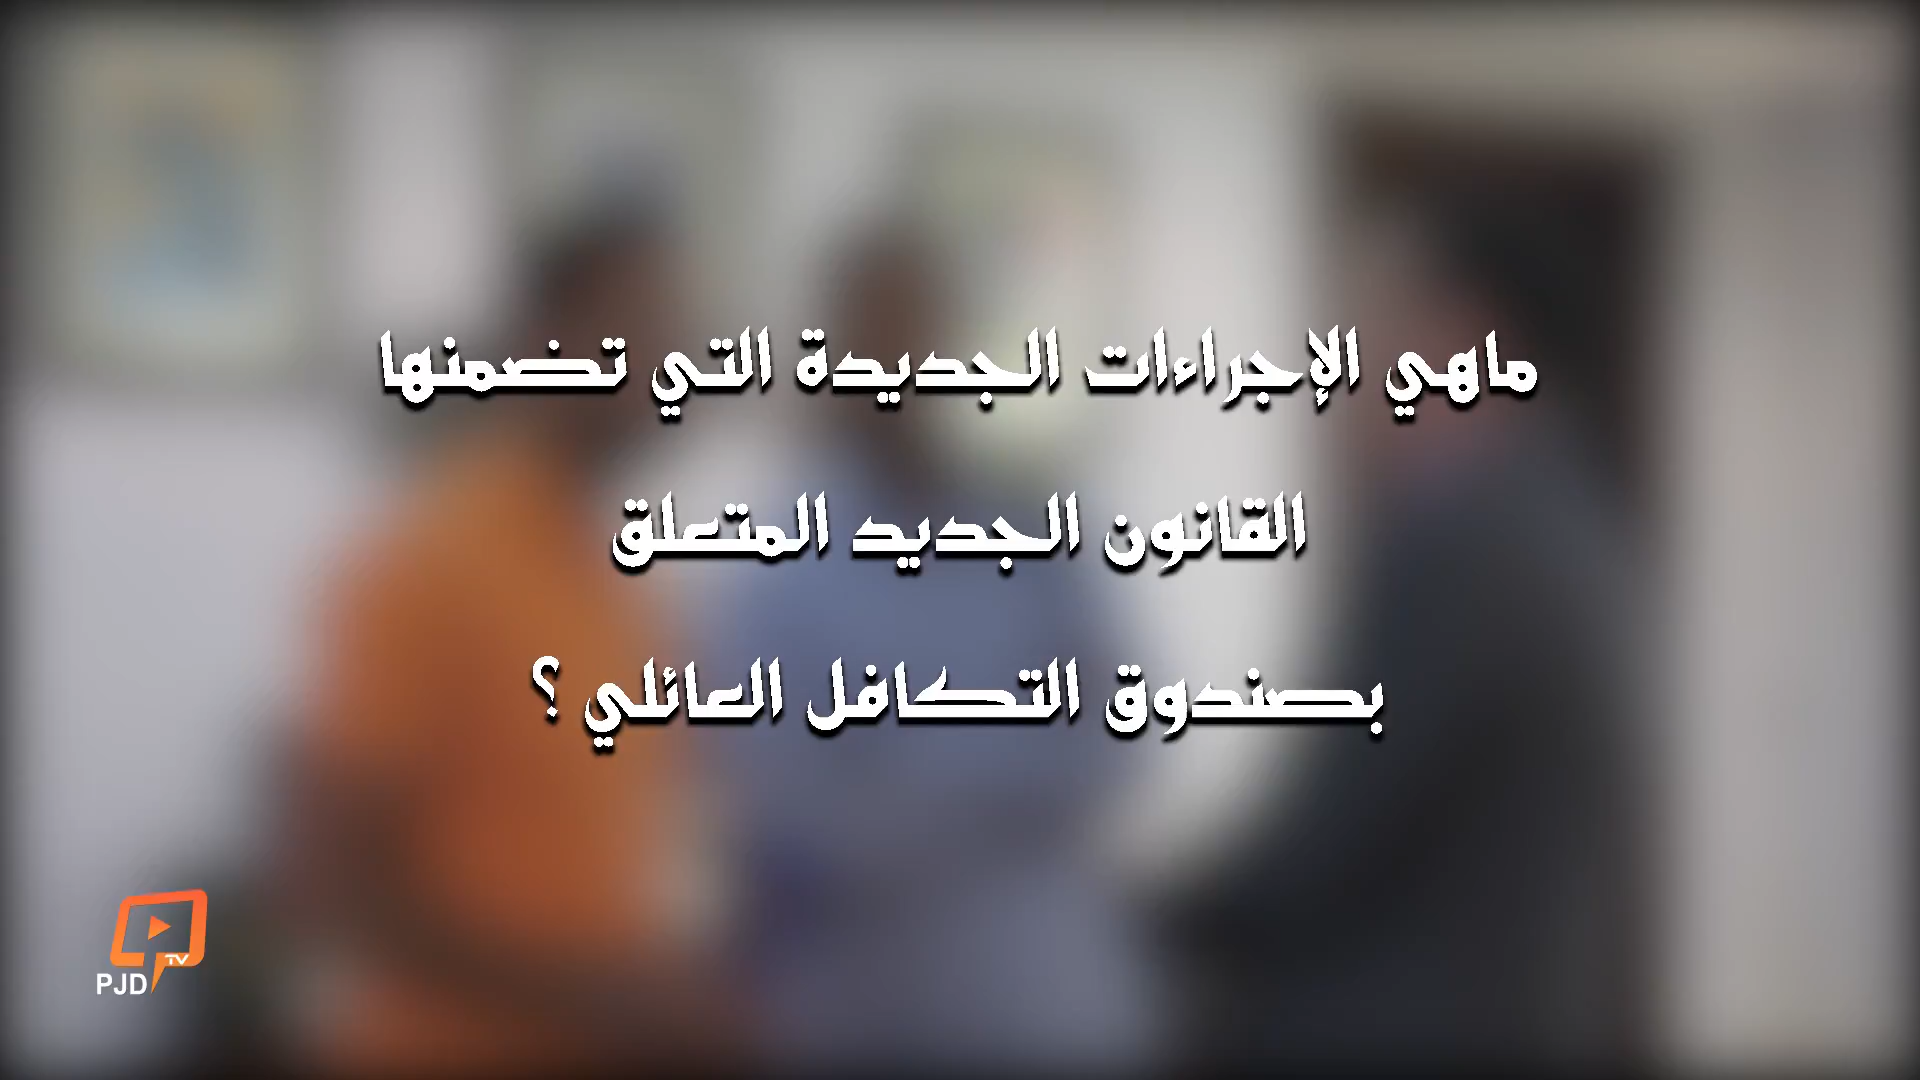 ماهي الإجراءات الجديدة التي تضمنها
القانون الجديد المتعلق
بصندوق التكافل العائلي ؟
TV
PJD